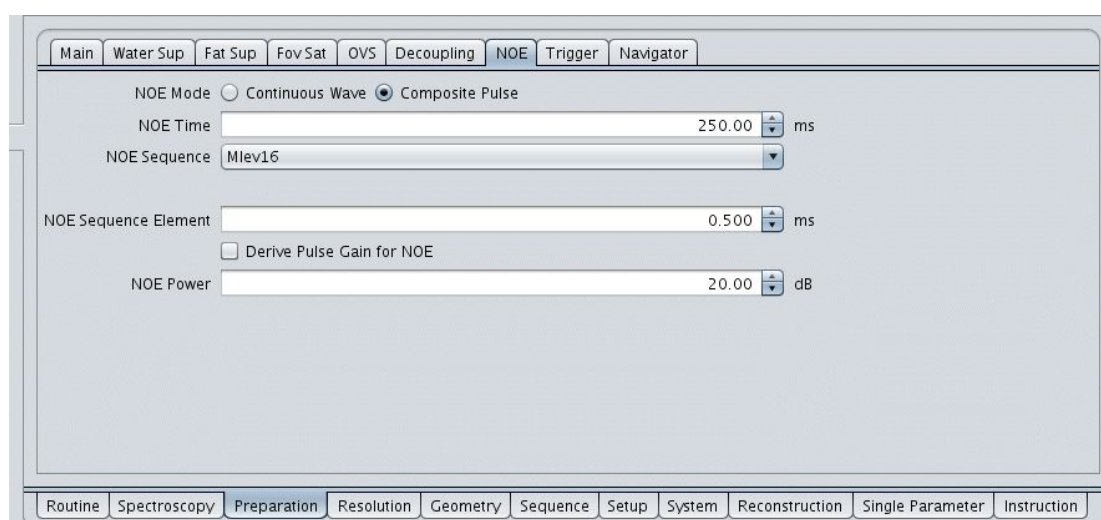 Main Water Sup Fat Sup Fov Sat OVS Decoupling NOE Trigger Navigator
NOE Mode Continuous Wave Composite Pulse
NOE Time 250.00 ms
NOE Sequence Mlev16
NOE Sequence Element 0.500 ms
Derive Pulse Gain for NOE
NOE Power 20.00 dB
Routine Spectroscopy Preparation Resolution Geometry Sequence Setup System Reconstruction Single Parameter Instruction